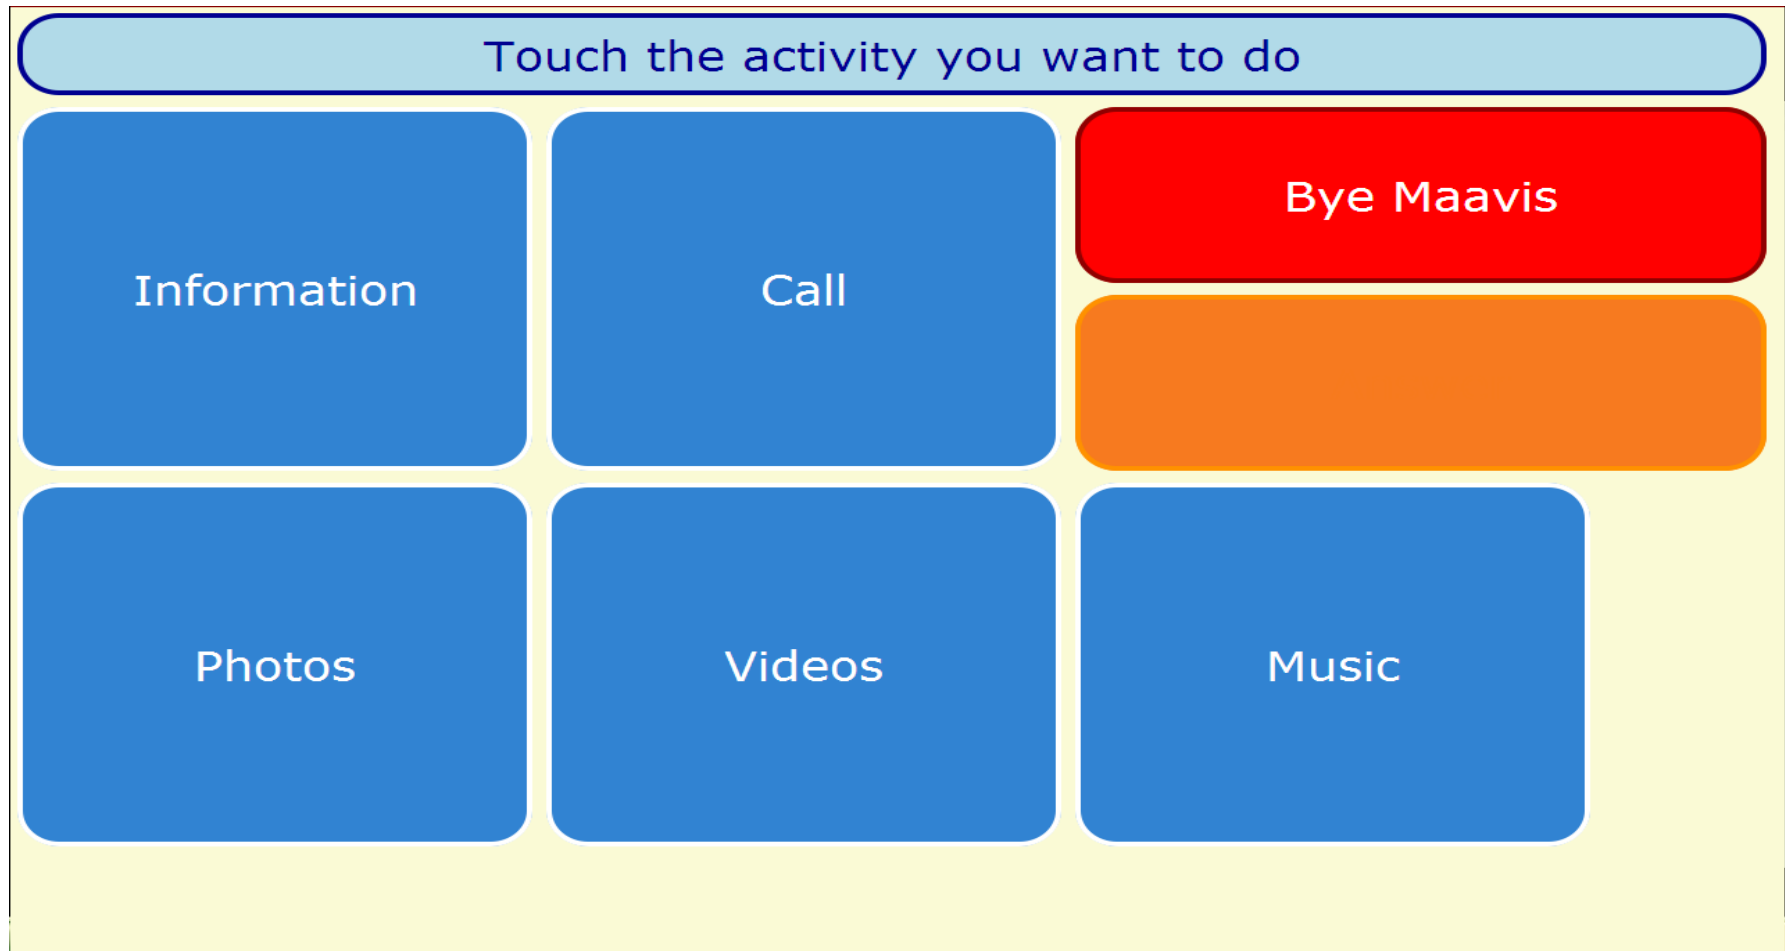 Touch the activity you want to do
Information
Call
Bye Maavis
Photos
Videos
Music